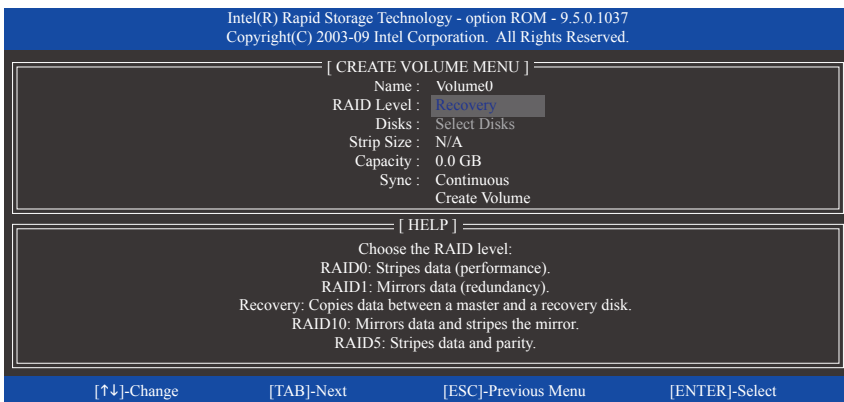 Intel(R) Rapid Storage Technology - option ROM - 9.5.0.1037
Copyright(C) 2003-09 Intel Corporation. All Rights Reserved.
[ CREATE VOLUME MENU ]
Name : Volume0
RAID Level : Recovery
Disks : Select Disks
Strip Size : N/A
Capacity : 0.0 GB
Sync : Continuous
Create Volume
[ HELP ]
Choose the RAID level:
RAID0: Stripes data (performance).
RAID1: Mirrors data (redundancy).
Recovery: Copies data between a master and a recovery disk.
RAID10: Mirrors data and stripes the mirror.
RAID5: Stripes data and parity.
[↑↓]-Change [TAB]-Next [ESC]-Previous Menu [ENTER]-Select